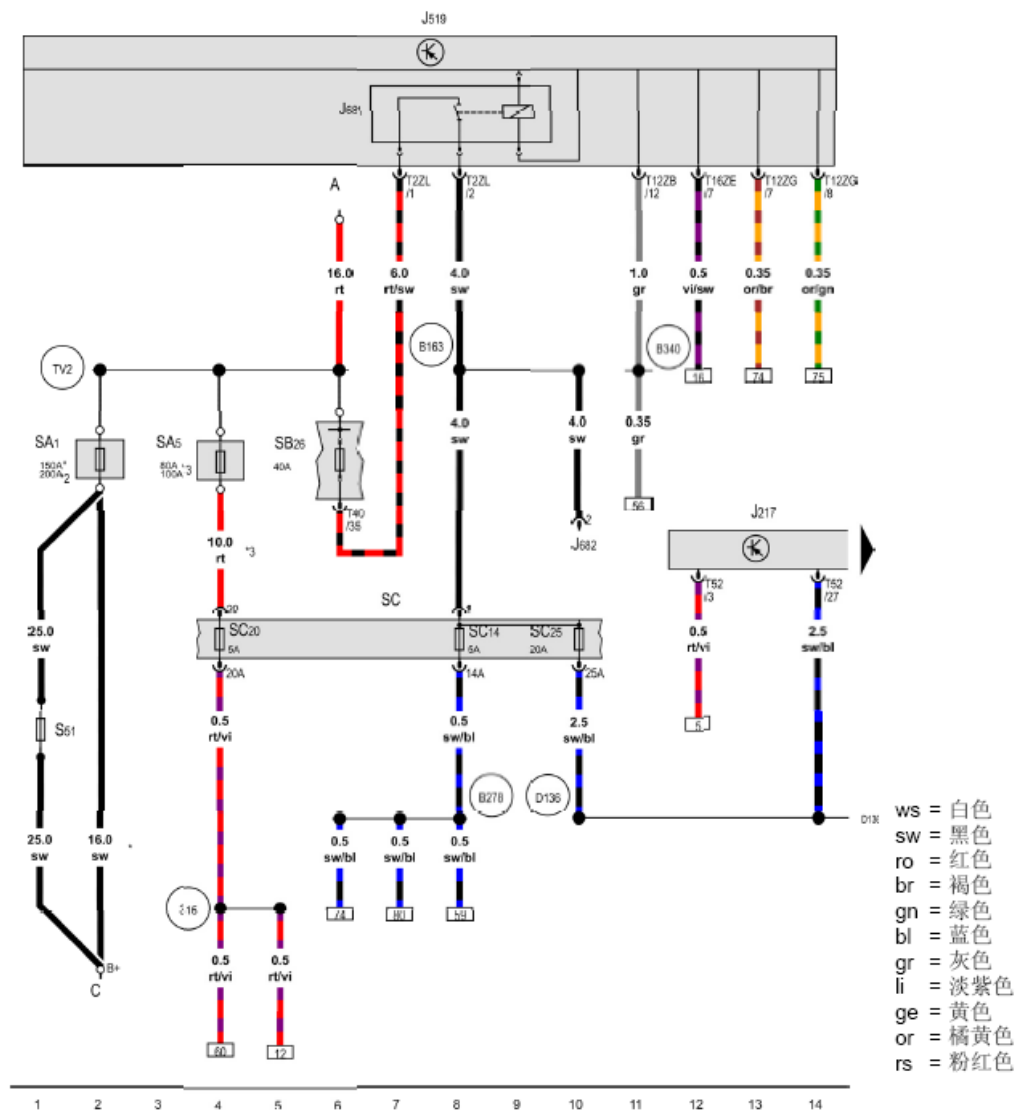 J519
A
T2ZL
/1
T2ZL
/2
T12ZB
/12
T16ZE
/7
T12ZG
/7
T12ZG
/8
16.0
rt
6.0
rt/sw
4.0
sw
1.0
gr
0.5
vi/sw
0.35
or/br
0.35
or/gn
TV2
B163
B340
16
74
75
SA1
150A*
200A*2
SA5
80A
100A *3
SB26
40A
4.0
sw
4.0
sw
0.35
gr
56
T40
/36
2
J682
J217
10.0
rt
*3
SC
T52
/3
T52
/27
20
SC20
5A
SC14
5A
SC25
20A
20A
14A
25A
25.0
sw
0.5
rt/vi
2.5
sw/bl
S51
0.5
rt/vi
0.5
sw/bl
2.5
sw/bl
5
B278
D136
25.0
sw
16.0
sw
*
0.5
sw/bl
0.5
sw/bl
0.5
sw/bl
80
59
B+
C
0.5
rt/vi
0.5
rt/vi
60
12
ws = 白色
sw = 黑色
ro = 红色
br = 褐色
gn = 绿色
bl = 蓝色
gr = 灰色
li = 淡紫色
ge = 黄色
or = 橘黄色
rs = 粉红色
1 2 3 4 5 6 7 8 9 10 11 12 13 14